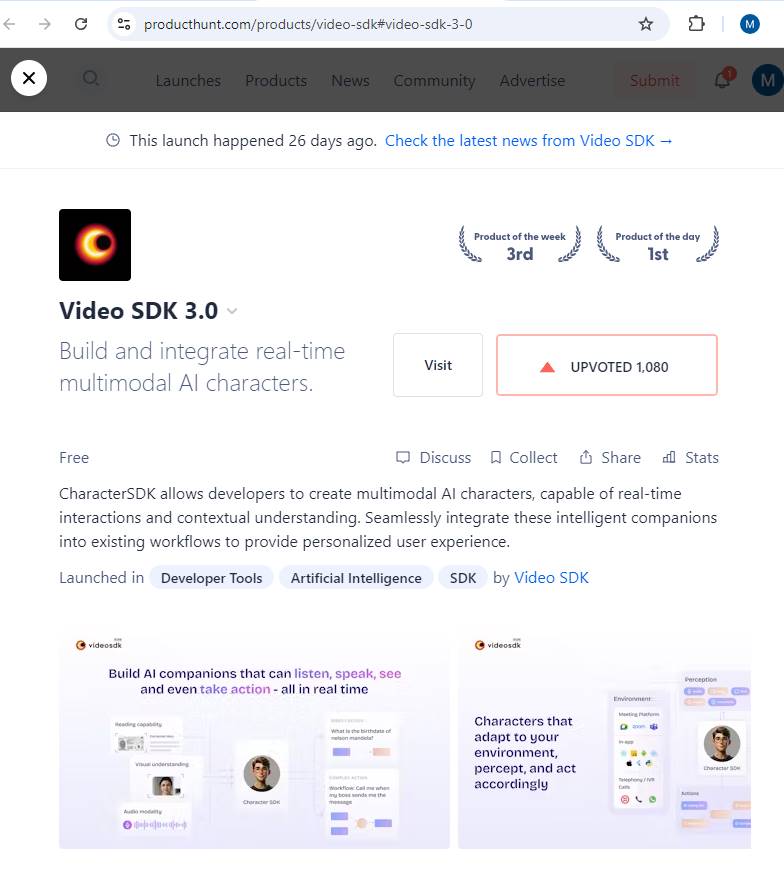 producthunt.com/products/video-sdk#video-sdk-3-0
M
Launches Products News Community Advertise Submit 1 M
This launch happened 26 days ago. Check the latest news from Video SDK →
Product of the week
3rd
Product of the day
1st
Video SDK 3.0
Build and integrate real-time
multimodal AI characters.
Visit
UPVOTED 1,080
Free
Discuss Collect Share Stats
CharacterSDK allows developers to create multimodal AI characters, capable of real-time
interactions and contextual understanding. Seamlessly integrate these intelligent companions
into existing workflows to provide personalized user experience.
Launched in Developer Tools Artificial Intelligence SDK by Video SDK
videosdk
Build AI companions that can listen, speak, see
and even take action - all in real time
Reading capability
Visual understanding
Audio modality
Character SDK
What is the birthdate of
nelson mandela?
COMPLEX ACTION
Workflow: Call me when
my boss sends me the
message
videosdk
Characters that
adapt to your
environment,
percept, and act
accordingly
Environment
Meeting Platform
zoom
In-app
Telephony / IVR
Calls
Perception
Character SDK
Actions